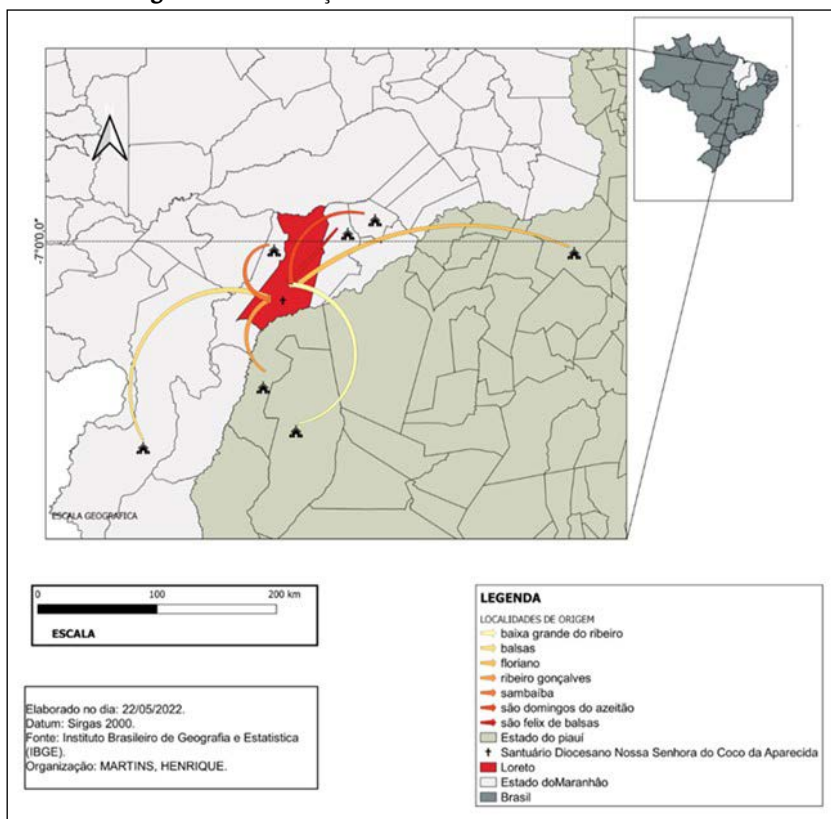 -7°0'0.0"
ESCALA GEOGRAFICA
0 100 200 km
ESCALA
Elaborado no dia: 22/05/2022.
Datum: Sirgas 2000.
Fonte: Instituto Brasileiro de Geografia e Estatistica
(IBGE).
Organização: MARTINS, HENRIQUE.
LEGENDA
LOCALIDADES DE ORIGEM
baixa grande do ribeiro
balsas
floriano
ribeiro gonçalves
sambaíba
são domingos do azeitão
são felix de balsas
Estado do piauí
Santuário Diocesano Nossa Senhora do Coco da Aparecida
Loreto
Estado doMaranhão
Brasil